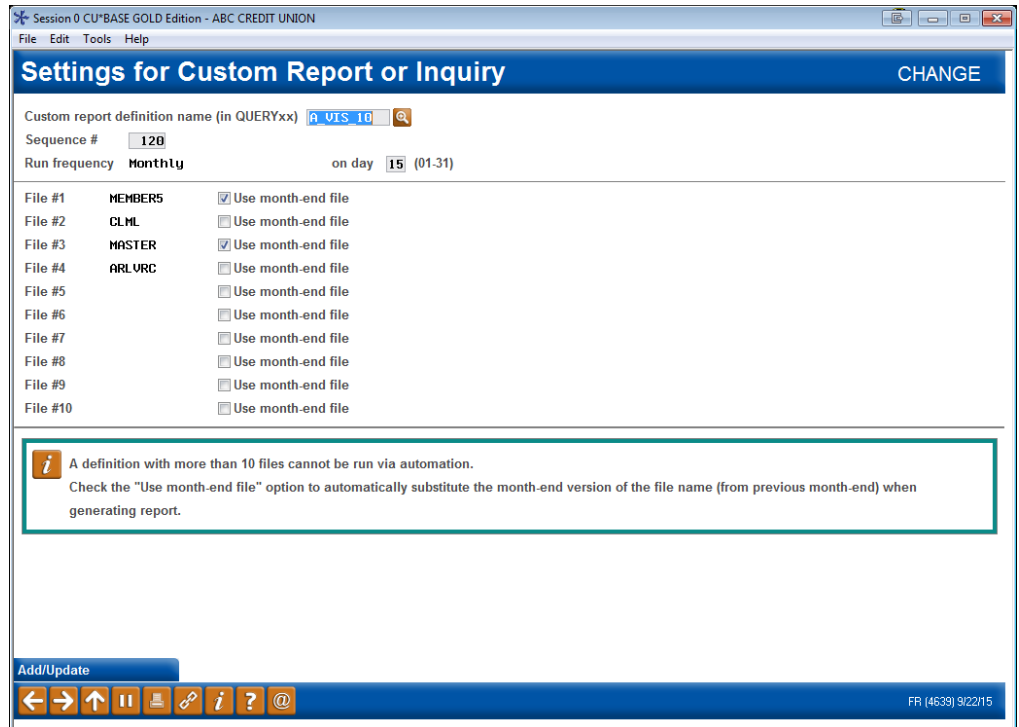 Session 0 CU*BASE GOLD Edition - ABC CREDIT UNION
File Edit Tools Help
Settings for Custom Report or Inquiry CHANGE
Custom report definition name (in QUERYxx) A_VIS_10
Sequence # 120
Run frequency Monthly on day 15 (01-31)
File #1 MEMBER5 Use month-end file
File #2 CLML Use month-end file
File #3 MASTER Use month-end file
File #4 ARLVRC Use month-end file
File #5 Use month-end file
File #6 Use month-end file
File #7 Use month-end file
File #8 Use month-end file
File #9 Use month-end file
File #10 Use month-end file
i A definition with more than 10 files cannot be run via automation.
Check the "Use month-end file" option to automatically substitute the month-end version of the file name (from previous month-end) when
generating report.
Add/Update
i ? @ FR (4639) 9/22/15